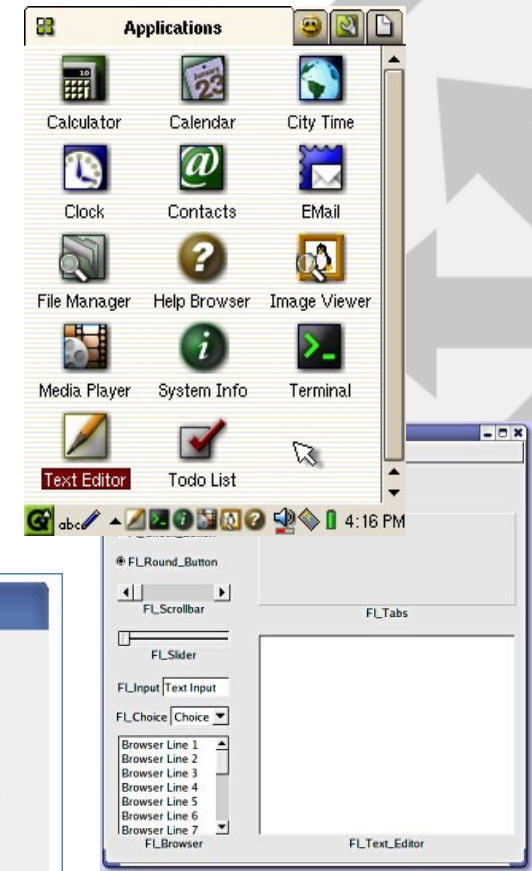 Applications
Calculator Calendar City Time
Clock Contacts EMail
File Manager Help Browser Image Viewer
Media Player System Info Terminal
Text Editor Todo List
abc 4:16 PM
Fl_Round_Button
Fl_Scrollbar
Fl_Tabs
Fl_Slider
Fl_Input Text Input
Fl_Choice Choice
Browser Line 1
Browser Line 2
Browser Line 3
Browser Line 4
Browser Line 5
Browser Line 6
Browser Line 7
Fl_Browser Fl_Text_Editor